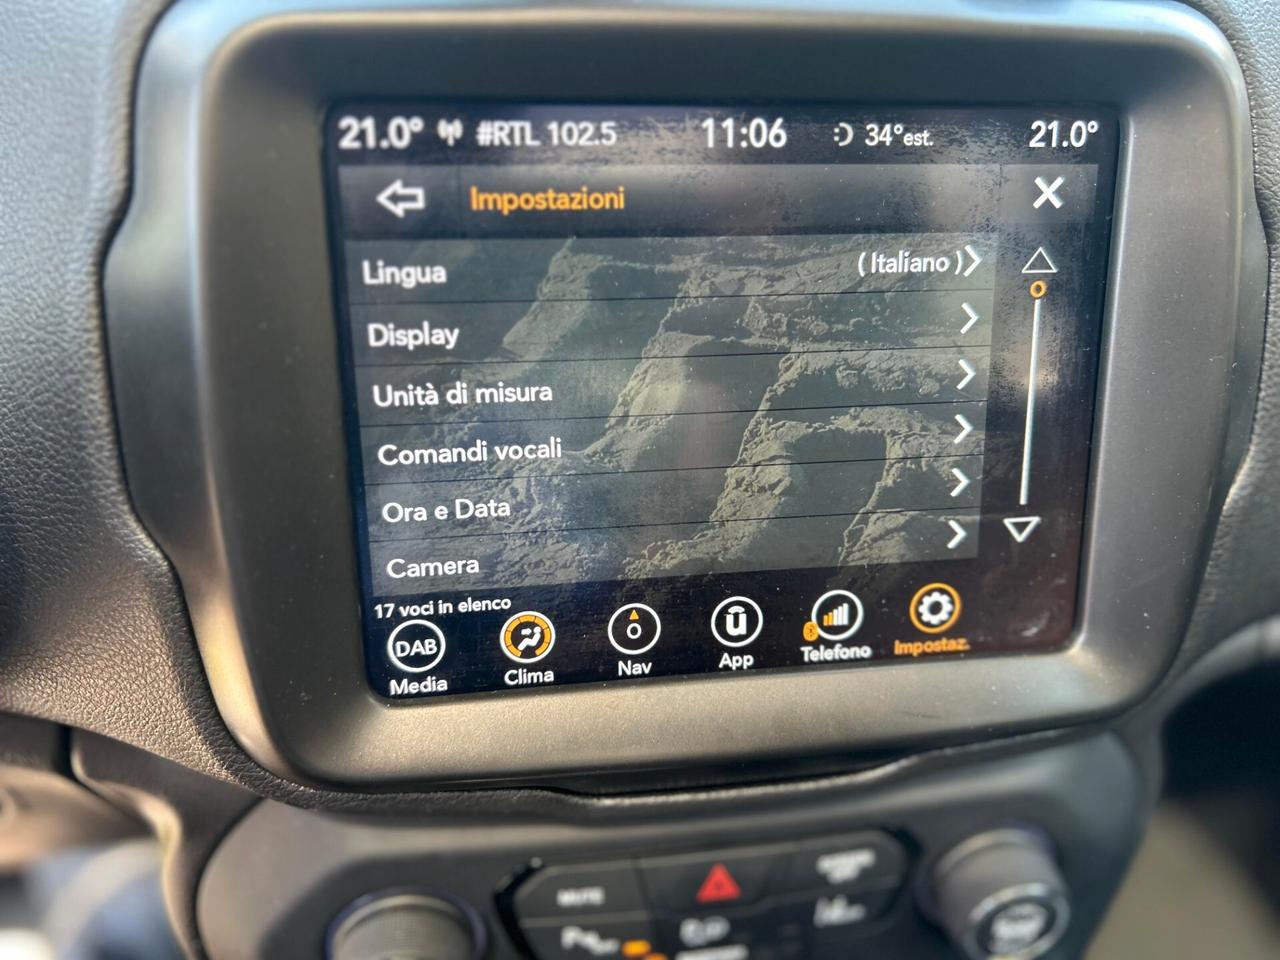 21.0° #RTL 102.5 11:06 34°est. 21.0°
Impostazioni
Lingua (Italiano)
Display
Unità di misura
Comandi vocali
Ora e Data
Camera
17 voci in elenco
DAB
Media Clima Nav App Telefono Impostaz.
MUTE